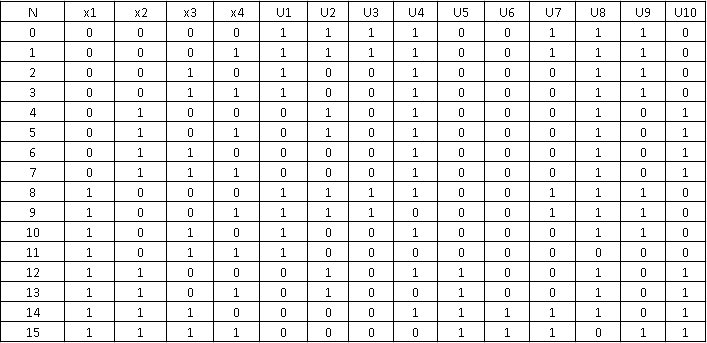 N x1 x2 x3 x4 U1 U2 U3 U4 U5 U6 U7 U8 U9 U10
0 0 0 0 0 1 1 1 1 0 0 1 1 1 0
1 0 0 0 1 1 1 1 1 0 0 1 1 1 0
2 0 0 1 0 1 0 0 1 0 0 0 1 1 0
3 0 0 1 1 1 0 0 1 0 0 0 1 1 0
4 0 1 0 0 0 1 0 1 0 0 0 1 0 1
5 0 1 0 1 0 1 0 1 0 0 0 1 0 1
6 0 1 1 0 0 0 0 1 0 0 0 1 0 1
7 0 1 1 1 0 0 0 1 0 0 0 1 0 1
8 1 0 0 0 1 1 1 1 0 0 1 1 1 0
9 1 0 0 1 1 1 1 0 0 0 1 1 1 0
10 1 0 1 0 1 0 0 1 0 0 0 1 1 0
11 1 0 1 1 1 0 0 0 0 0 0 0 0 0
12 1 1 0 0 0 1 0 1 1 0 0 1 0 1
13 1 1 0 1 0 1 0 0 1 0 0 1 0 1
14 1 1 1 0 0 0 0 1 1 1 1 1 0 1
15 1 1 1 1 0 0 0 0 1 1 1 0 1 1